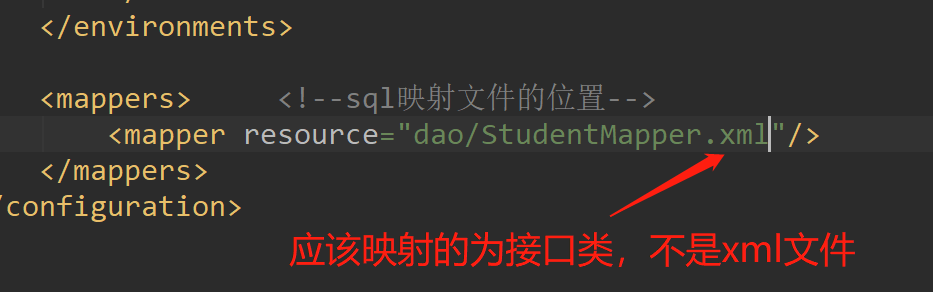 </environments>
<mappers> <!--sql映射文件的位置-->
<mapper resource="dao/StudentMapper.xml"/>
</mappers>
/configuration>
应该映射的为接口类，不是xml文件